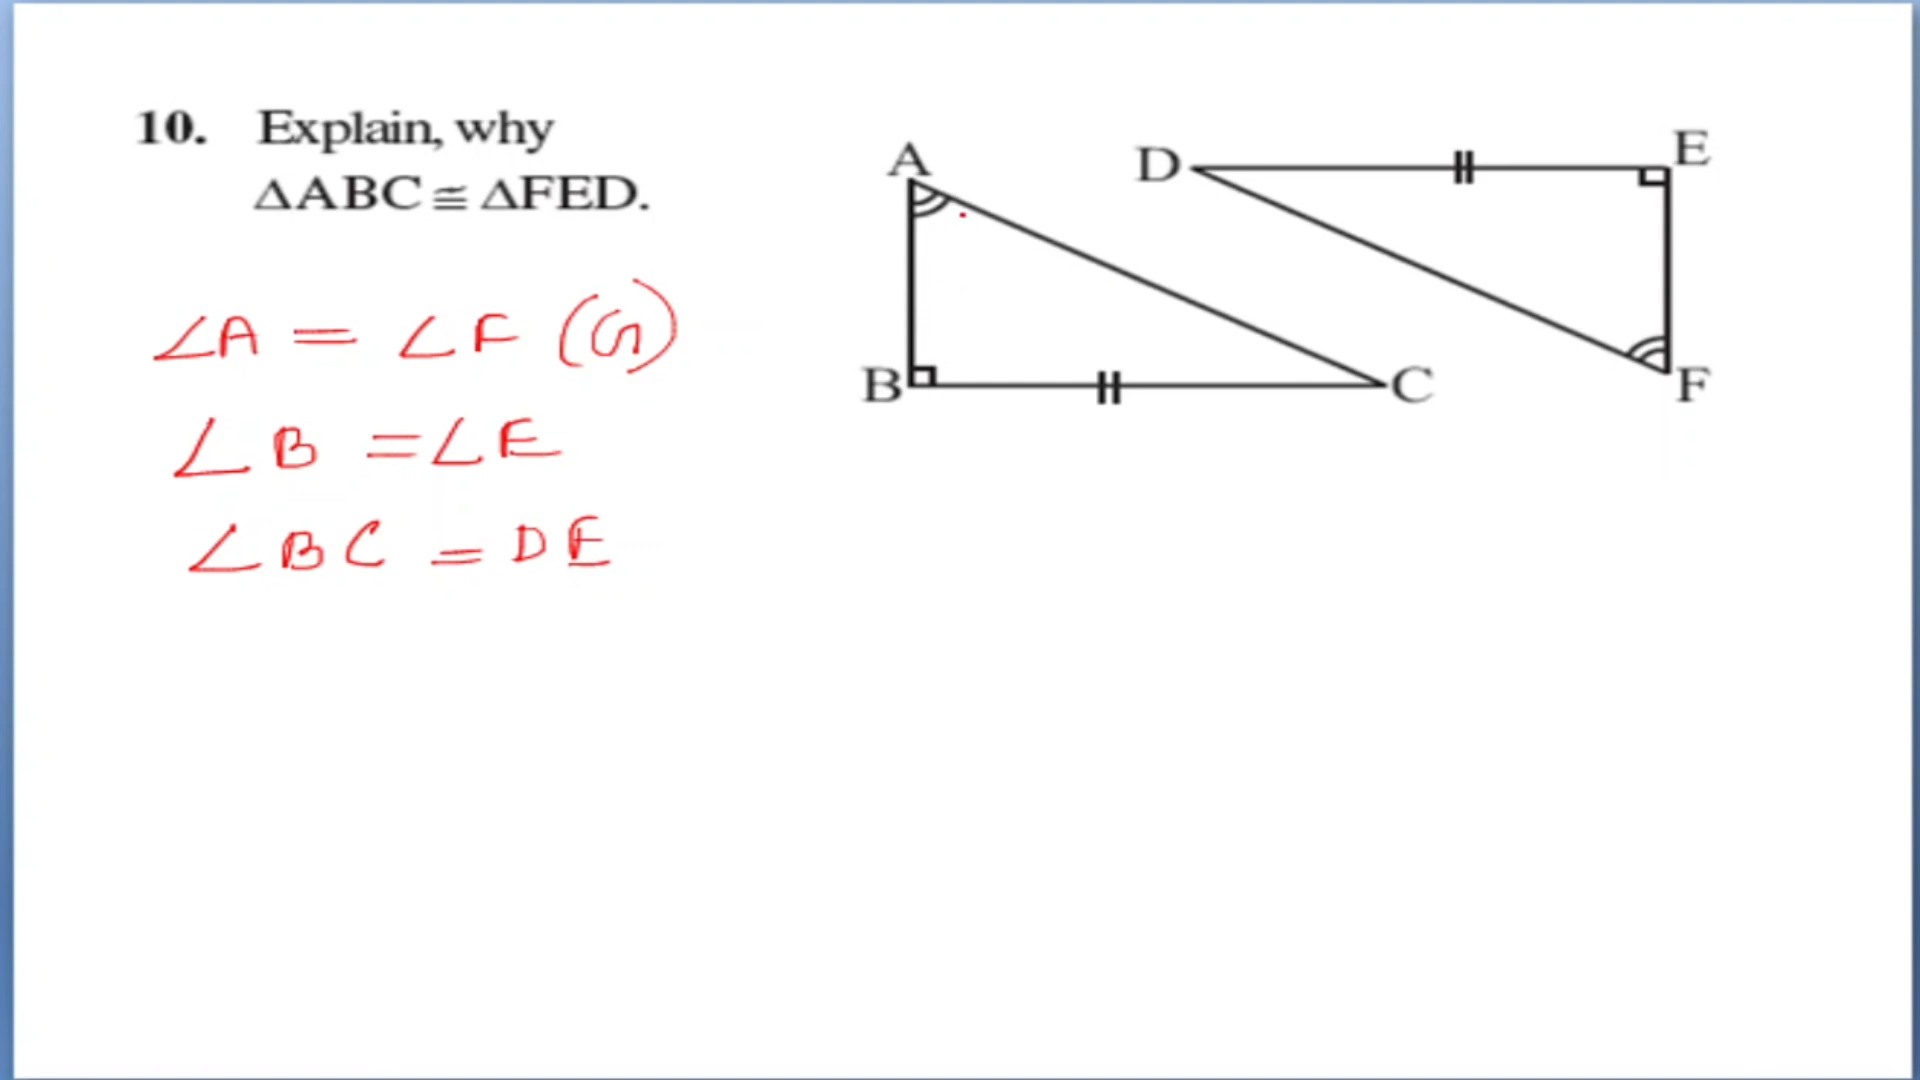 10. Explain, why
ΔABC ≅ ΔFED.
∠A = ∠F (G)
∠B = ∠E
∠BC = DE
A
B
C
D
E
F